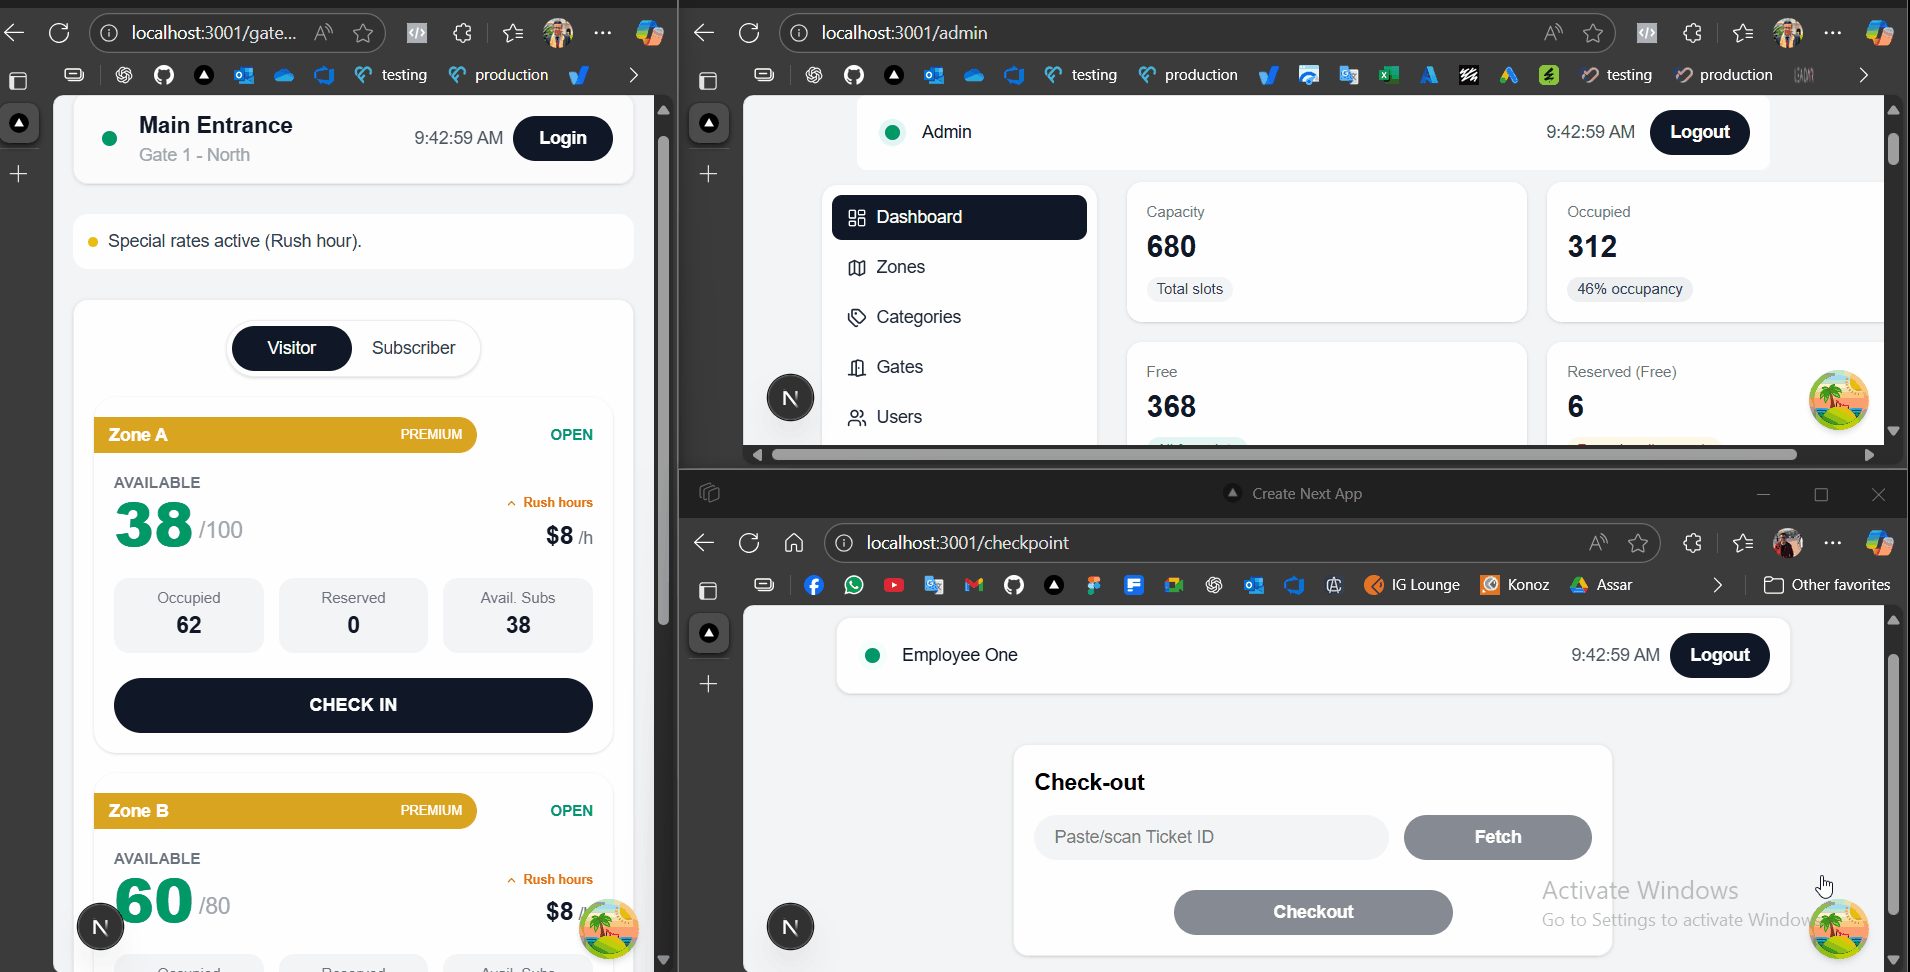 localhost:3001/gate...
testing
production
Main Entrance
Gate 1 - North
9:42:59 AM
Login
Special rates active (Rush hour).
Visitor
Subscriber
Zone A
PREMIUM
OPEN
AVAILABLE
38 /100
Rush hours
$8 /h
Occupied
62
Reserved
0
Avail. Subs
38
CHECK IN
Zone B
PREMIUM
OPEN
AVAILABLE
60 /80
Rush hours
$8
N
Occupied
Reserved
Avail. Subs
localhost:3001/admin
testing
production
testing
production
Admin
9:42:59 AM
Logout
Dashboard
Zones
Categories
Gates
Users
N
Capacity
680
Total slots
Occupied
312
46% occupancy
Free
368
Reserved (Free)
6
Create Next App
localhost:3001/checkpoint
IG Lounge
Konoz
Assar
Other favorites
Employee One
9:42:59 AM
Logout
Check-out
Paste/scan Ticket ID
Fetch
Checkout
N
Activate Windows
Go to Settings to activate Windows